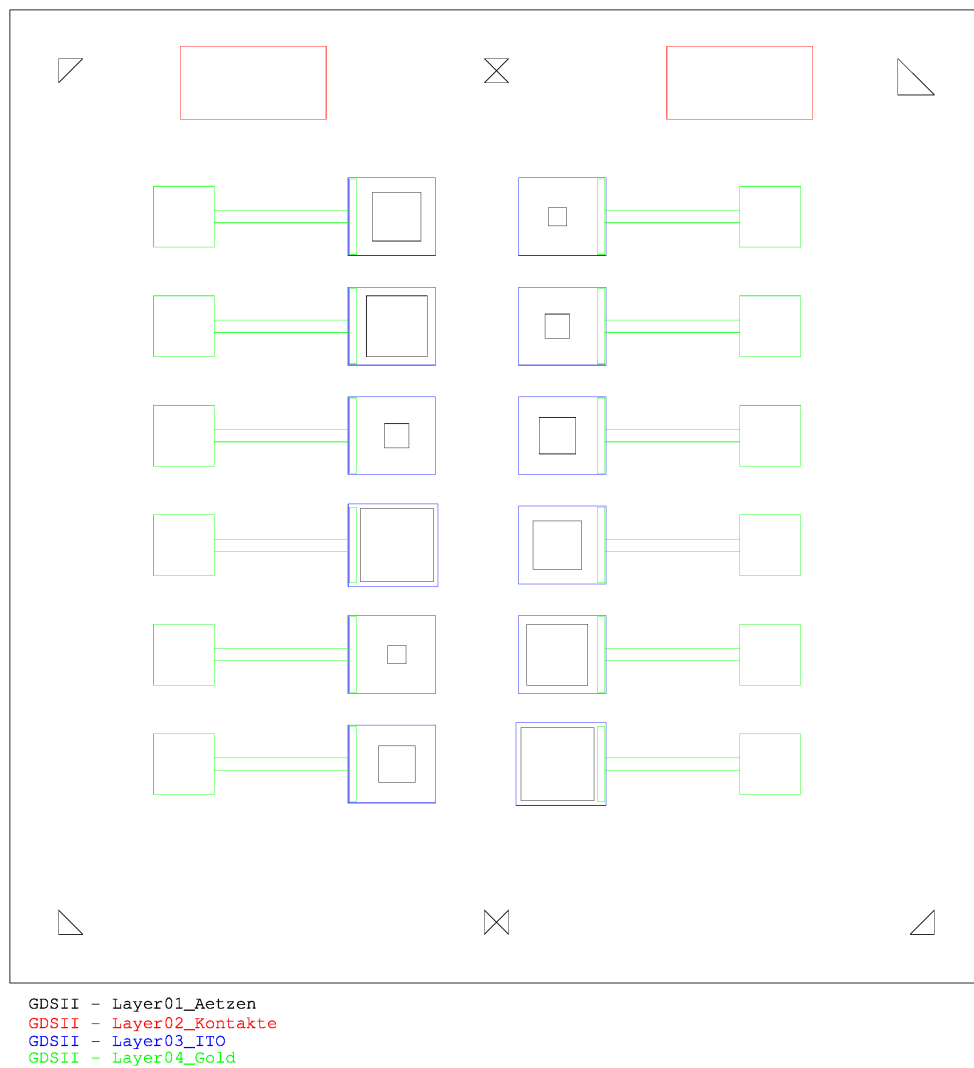 GDSII - Layer01_Aetzen
GDSII - Layer02_Kontakte
GDSII - Layer03_ITO
GDSII - Layer04_Gold